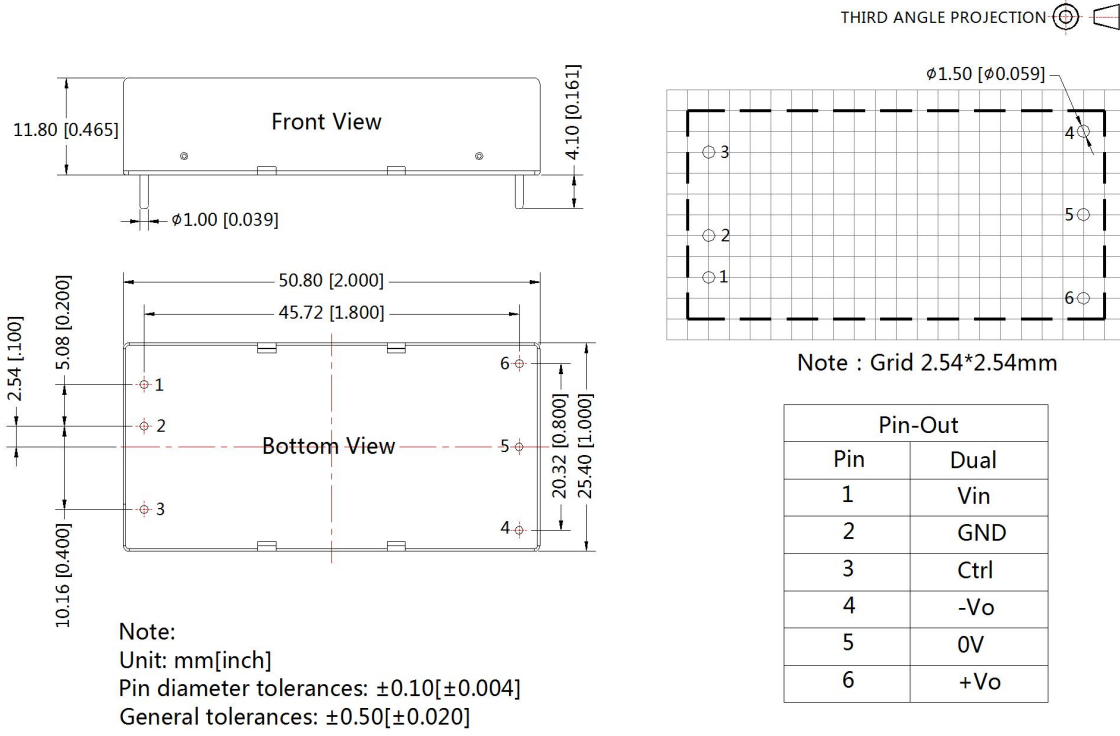 THIRD ANGLE PROJECTION
11.80 [0.465]
Front View
4.10 [0.161]
ϕ1.00 [0.039]
ϕ1.50 [ϕ0.059]
4
3
5
2
1
6
Note : Grid 2.54*2.54mm
50.80 [2.000]
45.72 [1.800]
2.54 [.100]
5.08 [0.200]
10.16 [0.400]
1
2
3
6
5
4
Bottom View
20.32 [0.800]
25.40 [1.000]
Pin-Out
Pin Dual
1 Vin
2 GND
3 Ctrl
4 -Vo
5 0V
6 +Vo
Note:
Unit: mm[inch]
Pin diameter tolerances: ±0.10[±0.004]
General tolerances: ±0.50[±0.020]